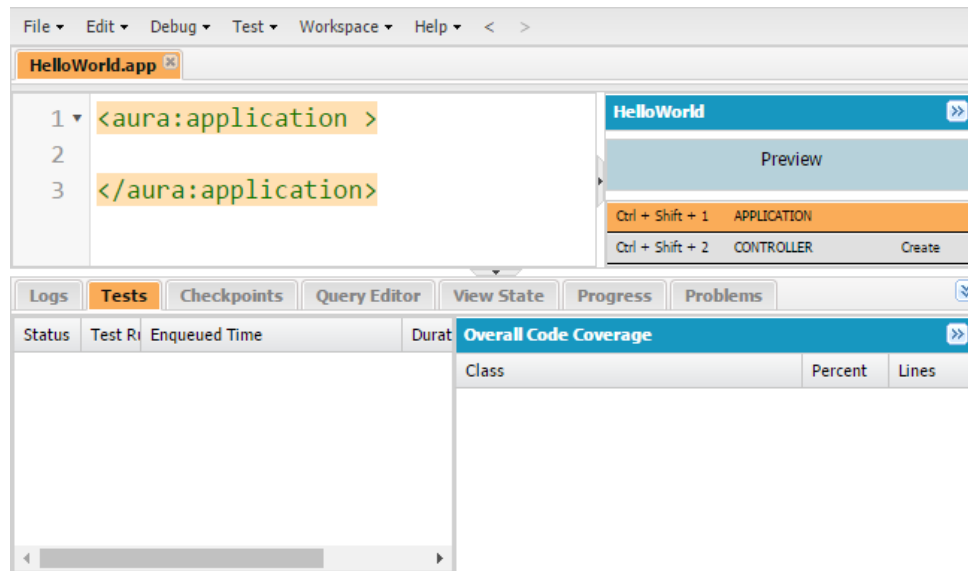 File Edit Debug Test Workspace Help < >
HelloWorld.app
1 <aura:application >
2
3 </aura:application>
HelloWorld
Preview
Ctrl + Shift + 1 APPLICATION
Ctrl + Shift + 2 CONTROLLER Create
Logs Tests Checkpoints Query Editor View State Progress Problems
Status Test Ru Enqueued Time Durat
Overall Code Coverage
Class Percent Lines